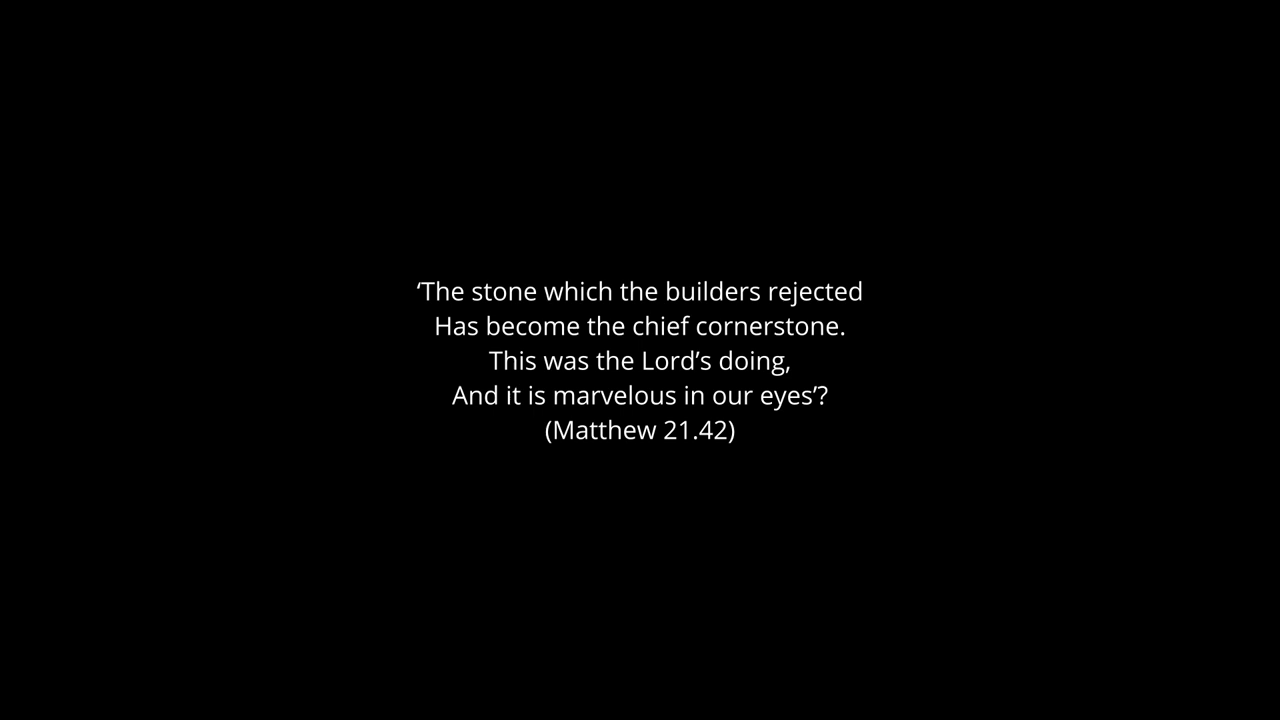 ‘The stone which the builders rejected
Has become the chief cornerstone.
This was the Lord’s doing,
And it is marvelous in our eyes’?
(Matthew 21.42)